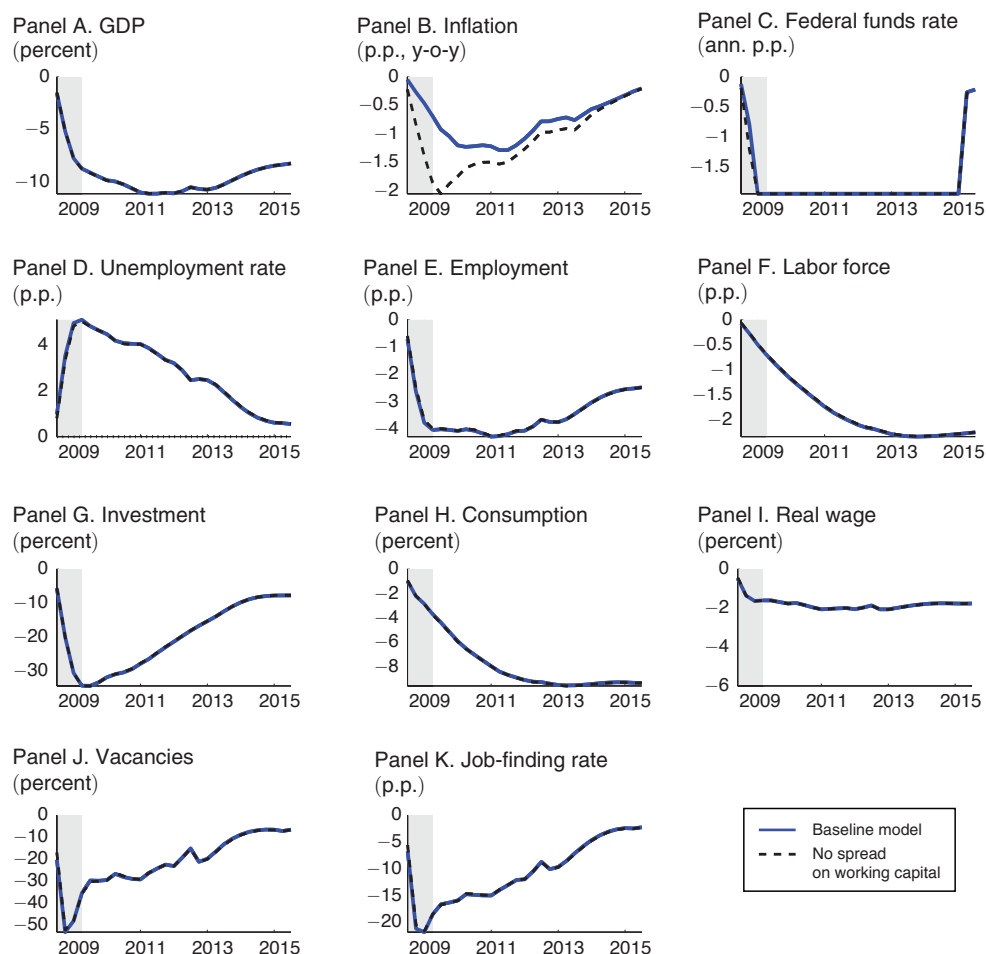 Panel A. GDP
(percent)
0
−5
−10
2009 2011 2013 2015
Panel B. Inflation
(p.p., y-o-y)
0
−0.5
−1
−1.5
−2
2009 2011 2013 2015
Panel C. Federal funds rate
(ann. p.p.)
0
−0.5
−1
−1.5
2009 2011 2013 2015
Panel D. Unemployment rate
(p.p.)
4
2
0
2009 2011 2013 2015
Panel E. Employment
(p.p.)
0
−1
−2
−3
−4
2009 2011 2013 2015
Panel F. Labor force
(p.p.)
0
−0.5
−1
−1.5
−2
2009 2011 2013 2015
Panel G. Investment
(percent)
0
−10
−20
−30
2009 2011 2013 2015
Panel H. Consumption
(percent)
0
−2
−4
−6
−8
2009 2011 2013 2015
Panel I. Real wage
(percent)
0
−2
−4
−6
2009 2011 2013 2015
Panel J. Vacancies
(percent)
0
−10
−20
−30
−40
−50
2009 2011 2013 2015
Panel K. Job-finding rate
(p.p.)
0
−5
−10
−15
−20
2009 2011 2013 2015
Baseline model
No spread
on working capital